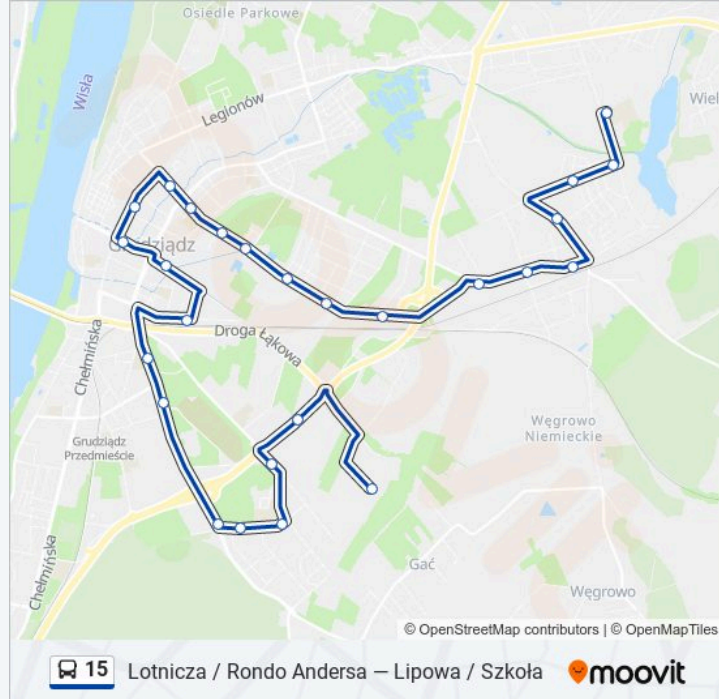 Osiedle Parkowe
Wisła
Legionów
Wiel
Grudziądz
Droga Łąkowa
Chełmińska
Węgrowo
Niemieckie
Grudziądz
Przedmieście
Chełmińska
Gać
Węgrowo
© OpenStreetMap contributors | © OpenMapTiles
15 Lotnicza / Rondo Andersa — Lipowa / Szkoła moovit